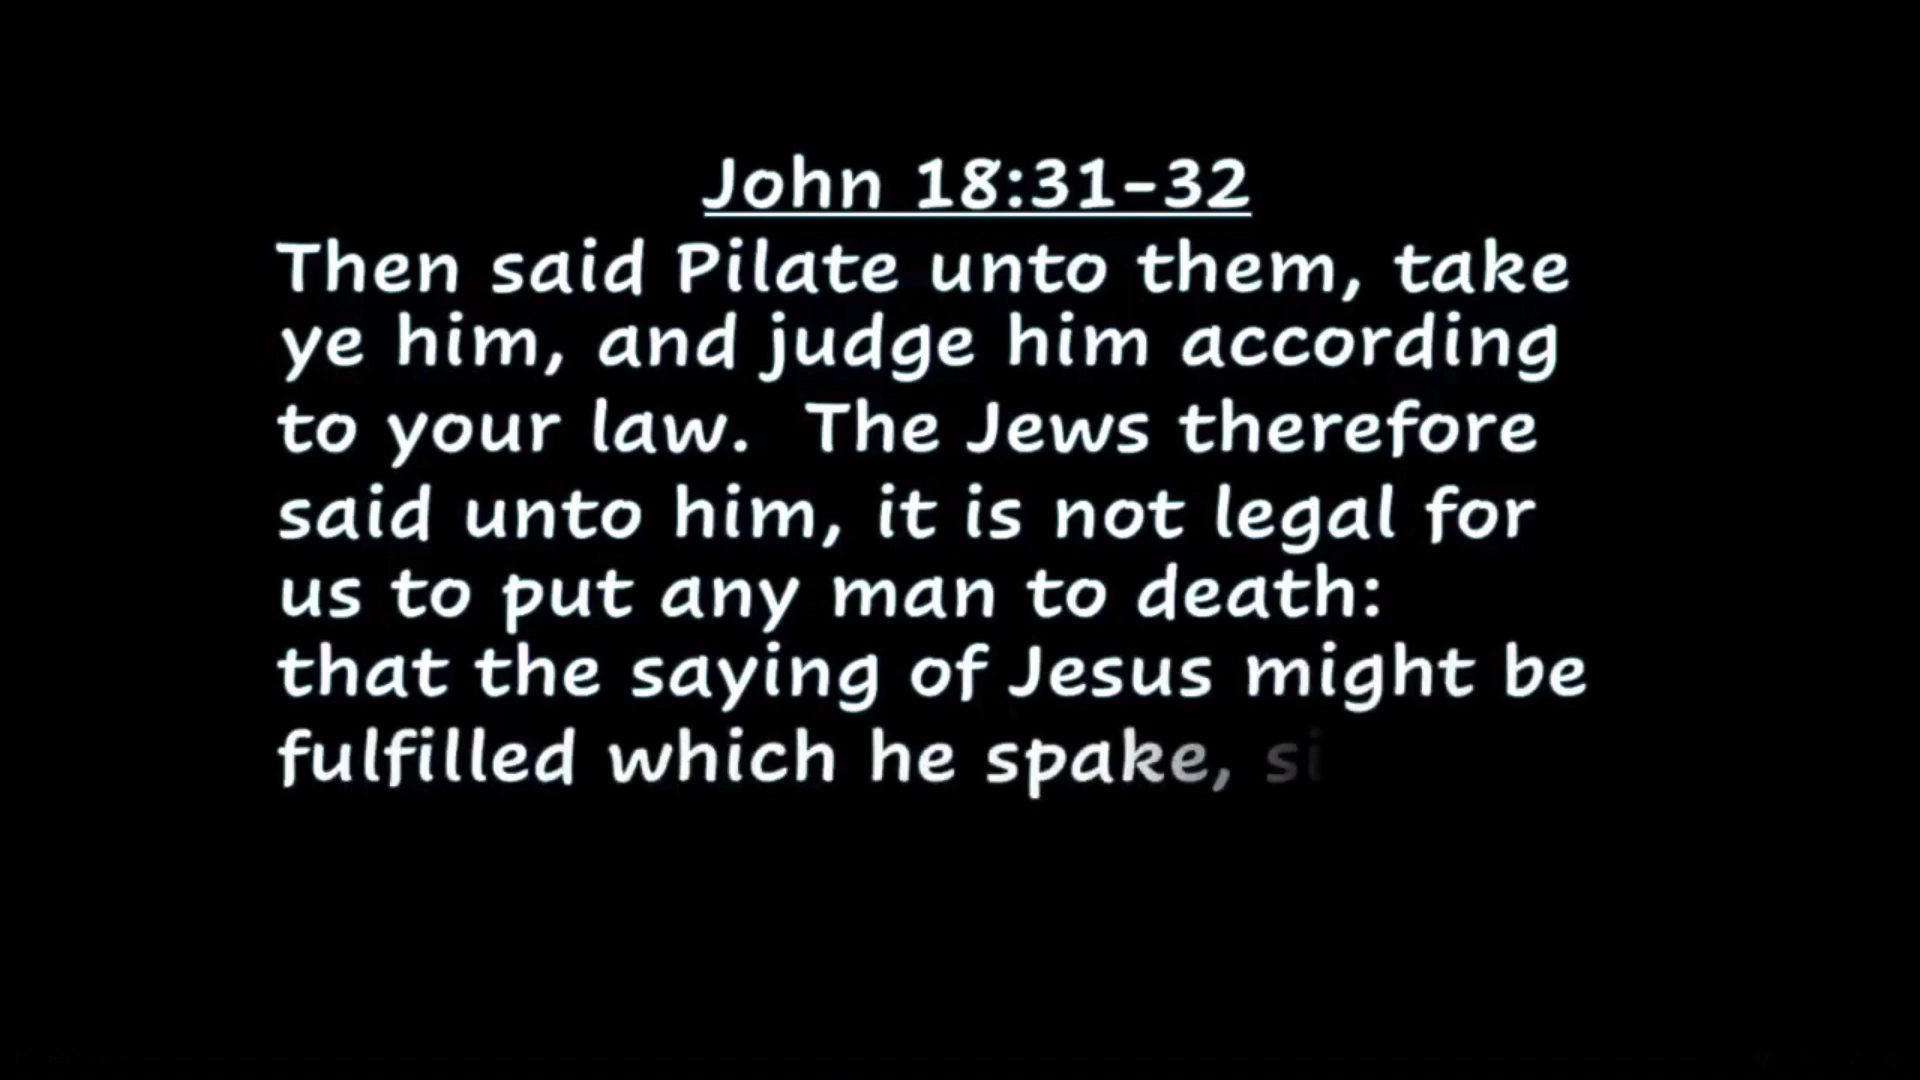 John 18:31-32
Then said Pilate unto them, take
ye him, and judge him according
to your law.  The Jews therefore
said unto him, it is not legal for
us to put any man to death:
that the saying of Jesus might be
fulfilled which he spake, si